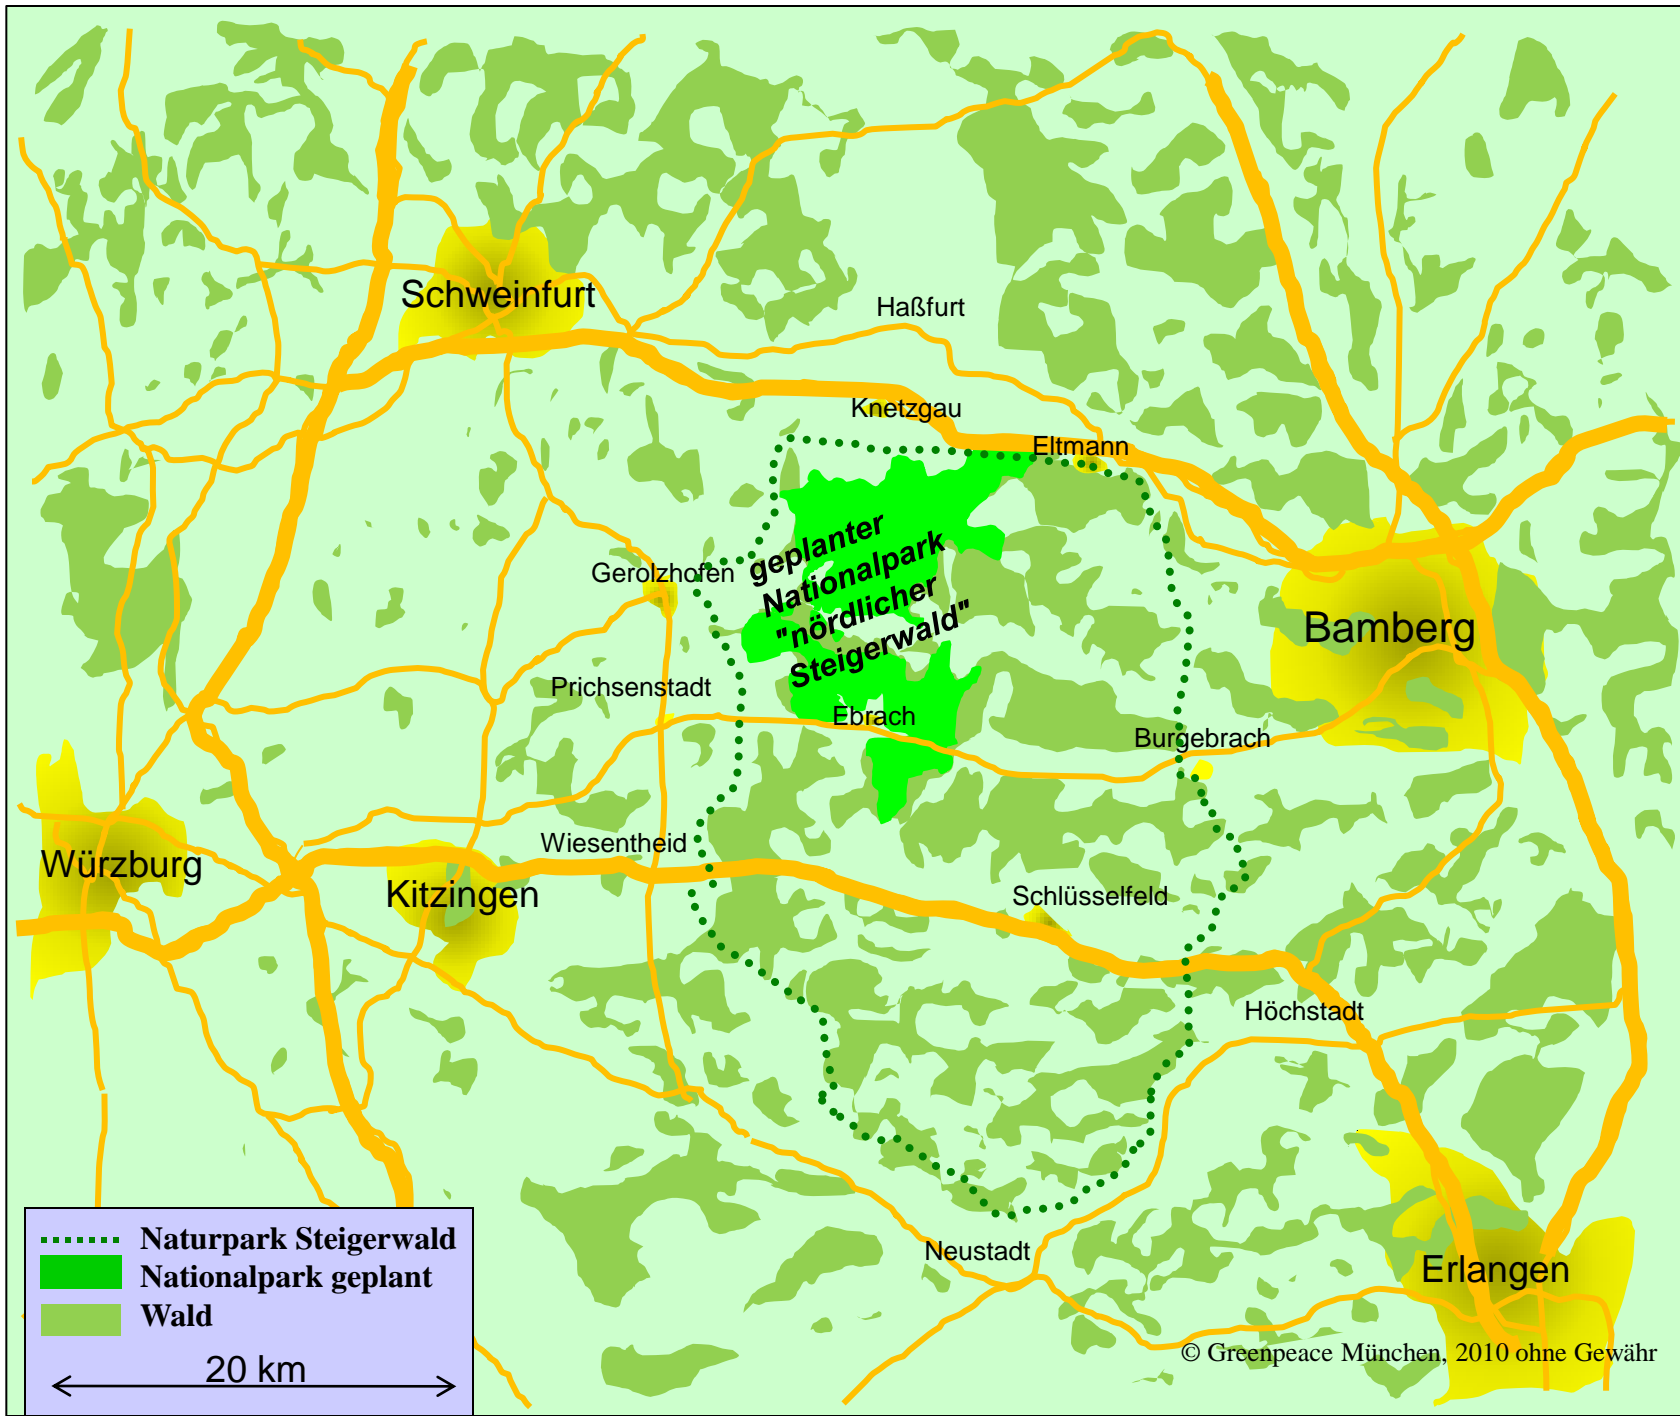 Schweinfurt
Haßfurt
Knetzgau
Eltmann
geplanter
Nationalpark
"nördlicher
Steigerwald"
Gerolzhofen
Bamberg
Prichsenstadt
Ebrach
Burgebrach
Wiesentheid
Würzburg
Kitzingen
Schlüsselfeld
Höchstadt
Neustadt
Erlangen
Naturpark Steigerwald
Nationalpark geplant
Wald
20 km
© Greenpeace München, 2010 ohne Gewähr